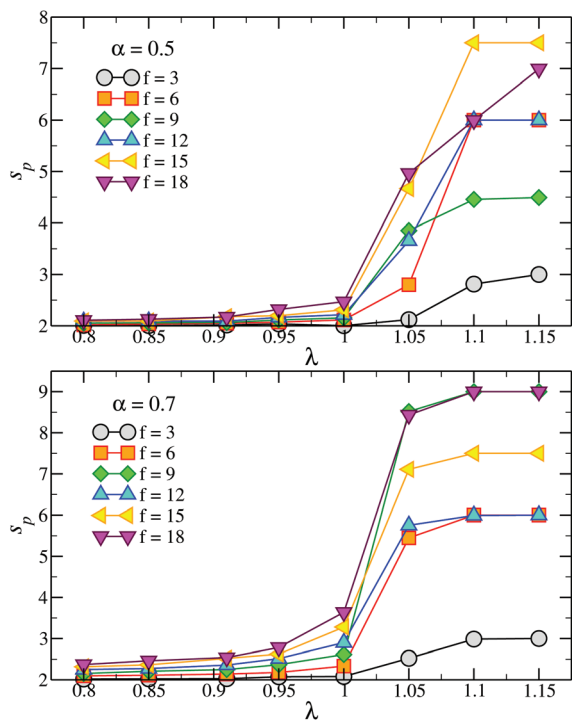 8
7
6
5
4
3
2
s_p
α = 0.5
f = 3
f = 6
f = 9
f = 12
f = 15
f = 18
0.8 0.85 0.9 0.95 1 1.05 1.1 1.15
λ
9
8
7
6
5
4
3
2
s_p
α = 0.7
f = 3
f = 6
f = 9
f = 12
f = 15
f = 18
0.8 0.85 0.9 0.95 1 1.05 1.1 1.15
λ